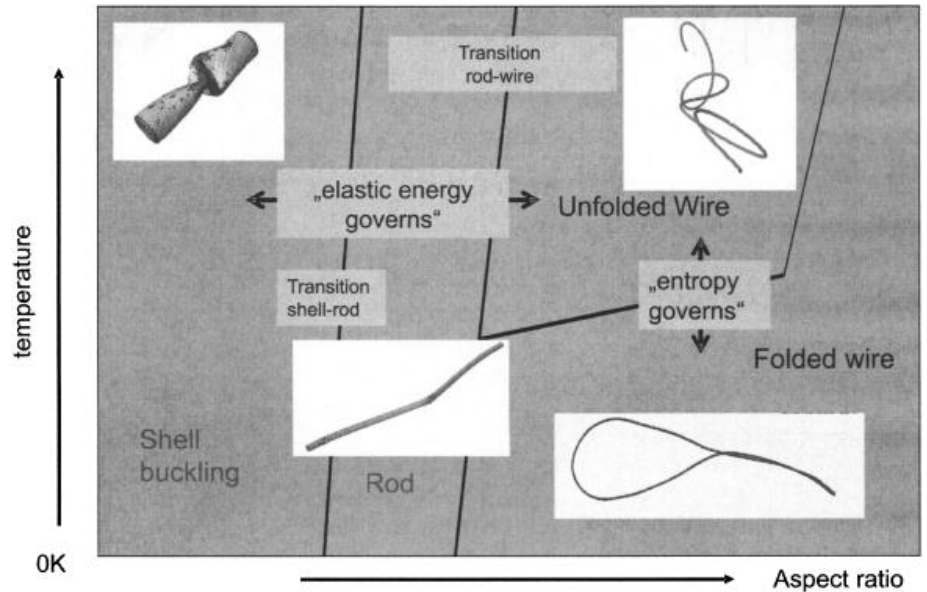 Transition
rod-wire
„elastic energy
governs“
Unfolded Wire
temperature
Transition
shell-rod
„entropy
governs“
Folded wire
Shell
buckling
Rod
0K
Aspect ratio